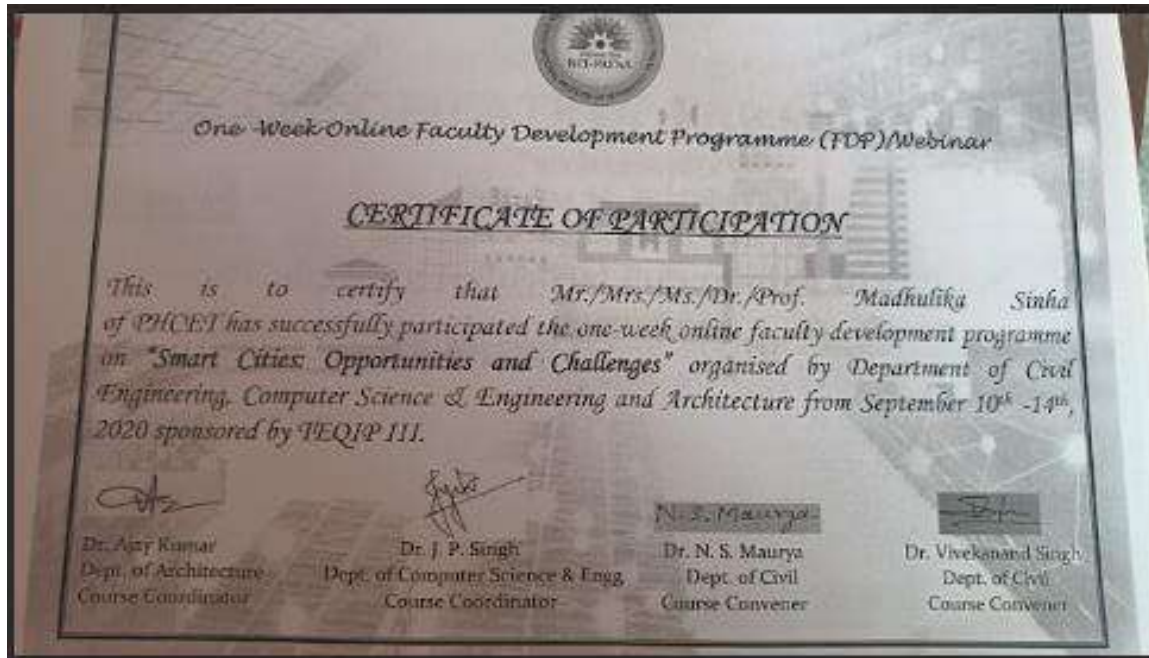 NIT-PATNA
One-Week Online Faculty Development Programme (FDP)/Webinar
CERTIFICATE OF PARTICIPATION
This is to certify that Mr./Mrs./Ms./Dr./Prof. Madhulika Sinha
of PHCET has successfully participated the one-week online faculty development programme
on "Smart Cities: Opportunities and Challenges" organised by Department of Civil
Engineering, Computer Science & Engineering and Architecture from September 10th -14th,
2020 sponsored by TEQIP III.
N. S. Maurya
Dr. Ajay Kumar Dr. J. P. Singh Dr. N. S. Maurya Dr. Vivekanand Singh
Dept. of Architecture Dept. of Computer Science & Engg. Dept. of Civil Dept. of Civil
Course Coordinator Course Coordinator Course Convener Course Convener